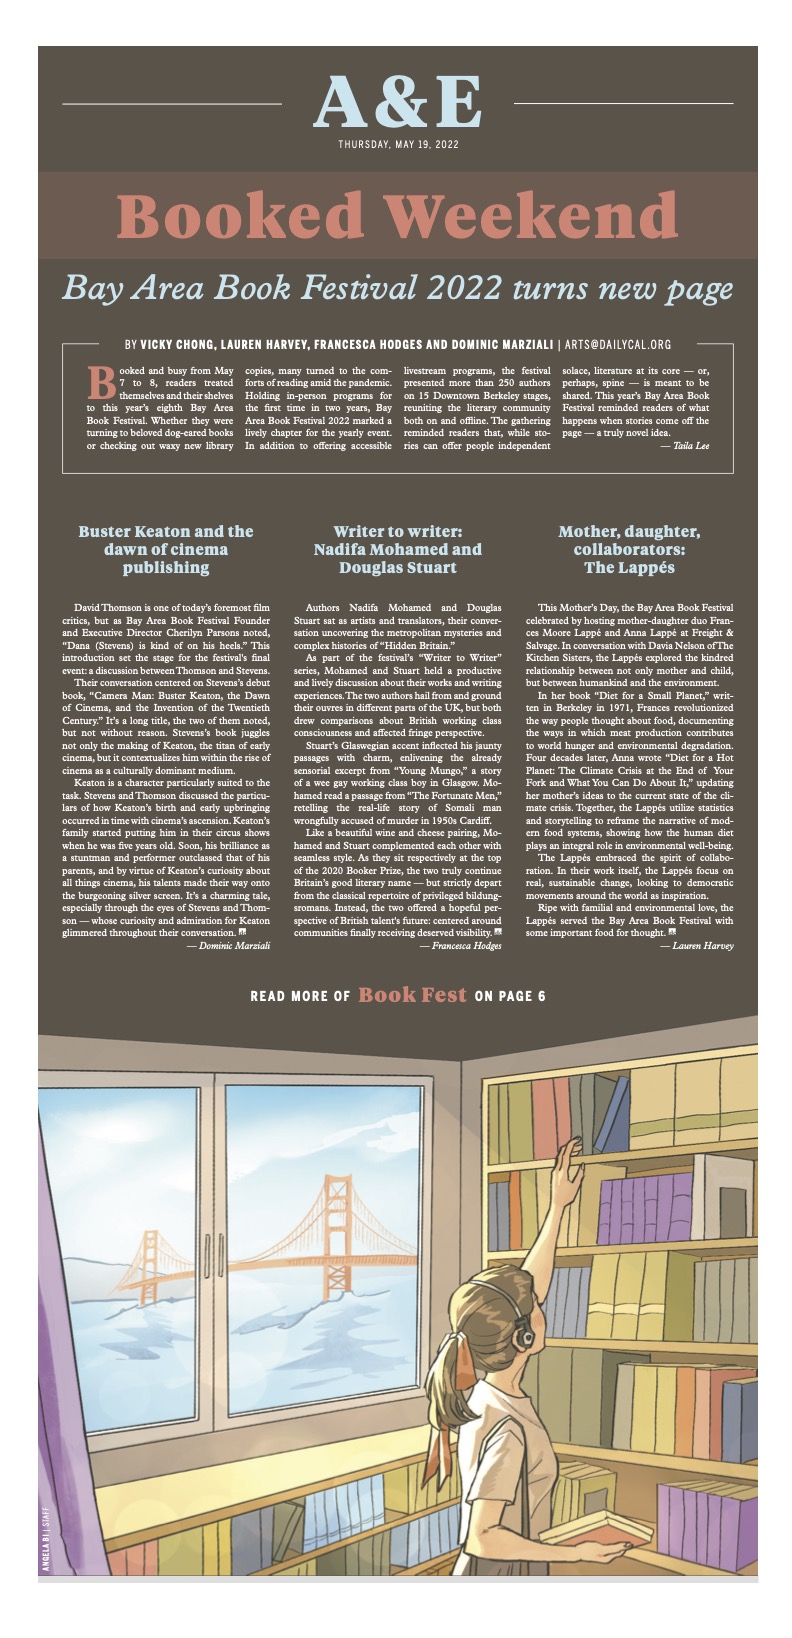 A&E
THURSDAY, MAY 19, 2022
Booked Weekend
Bay Area Book Festival 2022 turns new page
BY VICKY CHONG, LAUREN HARVEY, FRANCESCA HODGES AND DOMINIC MARZIALI | ARTS@DAILYCAL.ORG
Booked and busy from May
7 to 8, readers treated
themselves and their shelves
to this year's eighth Bay Area
Book Festival. Whether they were
turning to beloved dog-eared books
or checking out waxy new library
copies, many turned to the com-
forts of reading amid the pandemic.
Holding in-person programs for
the first time in two years, Bay
Area Book Festival 2022 marked a
lively chapter for the yearly event.
In addition to offering accessible
livestream programs, the festival
presented more than 250 authors
on 15 Downtown Berkeley stages,
reuniting the literary community
both on and offline. The gathering
reminded readers that, while sto-
ries can offer people independent
solace, literature at its core — or,
perhaps, spine — is meant to be
shared. This year's Bay Area Book
Festival reminded readers of what
happens when stories come off the
page — a truly novel idea.
— Taila Lee
Buster Keaton and the
dawn of cinema
publishing
David Thomson is one of today's foremost film
critics, but as Bay Area Book Festival Founder
and Executive Director Cherilyn Parsons noted,
“Dana (Stevens) is kind of on his heels.” This
introduction set the stage for the festival's final
event: a discussion between Thomson and Stevens.
Their conversation centered on Stevens's debut
book, “Camera Man: Buster Keaton, the Dawn
of Cinema, and the Invention of the Twentieth
Century.” It's a long title, the two of them noted,
but not without reason. Stevens's book juggles
not only the making of Keaton, the titan of early
cinema, but it contextualizes him within the rise of
cinema as a culturally dominant medium.
Keaton is a character particularly suited to the
task. Stevens and Thomson discussed the particu-
lars of how Keaton's birth and early upbringing
occurred in time with cinema's ascension. Keaton's
family started putting him in their circus shows
when he was five years old. Soon, his brilliance as
a stuntman and performer outclassed that of his
parents, and by virtue of Keaton's curiosity about
all things cinema, his talents made their way onto
the burgeoning silver screen. It's a charming tale,
especially through the eyes of Stevens and Thom-
son — whose curiosity and admiration for Keaton
glimmered throughout their conversation.
— Dominic Marziali
Writer to writer:
Nadifa Mohamed and
Douglas Stuart
Authors Nadifa Mohamed and Douglas
Stuart sat as artists and translators, their conver-
sation uncovering the metropolitan mysteries and
complex histories of “Hidden Britain.”
As part of the festival's “Writer to Writer”
series, Mohamed and Stuart held a productive
and lively discussion about their works and writing
experiences. The two authors hail from and ground
their ouvres in different parts of the UK, but both
drew comparisons about British working class
consciousness and affected fringe perspective.
Stuart's Glaswegian accent inflected his jaunty
passages with charm, enlivening the already
sensorial excerpt from “Young Mungo,” a story
of a wee gay working class boy in Glasgow. Mo-
hamed read a passage from “The Fortunate Men,”
retelling the real-life story of Somali man
wrongfully accused of murder in 1950s Cardiff.
Like a beautiful wine and cheese pairing, Mo-
hamed and Stuart complemented each other with
seamless style. As they sit respectively at the top
of the 2020 Booker Prize, the two truly continue
Britain's good literary name — but strictly depart
from the classical repertoire of privileged bildung-
sromans. Instead, the two offered a hopeful per-
spective of British talent's future: centered around
communities finally receiving deserved visibility.
— Francesca Hodges
Mother, daughter,
collaborators:
The Lappés
This Mother's Day, the Bay Area Book Festival
celebrated by hosting mother-daughter duo Fran-
ces Moore Lappé and Anna Lappé at Freight &
Salvage. In conversation with Davia Nelson of The
Kitchen Sisters, the Lappés explored the kindred
relationship between not only mother and child,
but between humankind and the environment.
In her book “Diet for a Small Planet,” writ-
ten in Berkeley in 1971, Frances revolutionized
the way people thought about food, documenting
the ways in which meat production contributes
to world hunger and environmental degradation.
Four decades later, Anna wrote “Diet for a Hot
Planet: The Climate Crisis at the End of Your
Fork and What You Can Do About It,” updating
her mother's ideas to the current state of the cli-
mate crisis. Together, the Lappés utilize statistics
and storytelling to reframe the narrative of mod-
ern food systems, showing how the human diet
plays an integral role in environmental well-being.
The Lappés embraced the spirit of collabo-
ration. In their work itself, the Lappés focus on
real, sustainable change, looking to democratic
movements around the world as inspiration.
Ripe with familial and environmental love, the
Lappés served the Bay Area Book Festival with
some important food for thought.
— Lauren Harvey
READ MORE OF Book Fest ON PAGE 6
ANGELA BI | STAFF